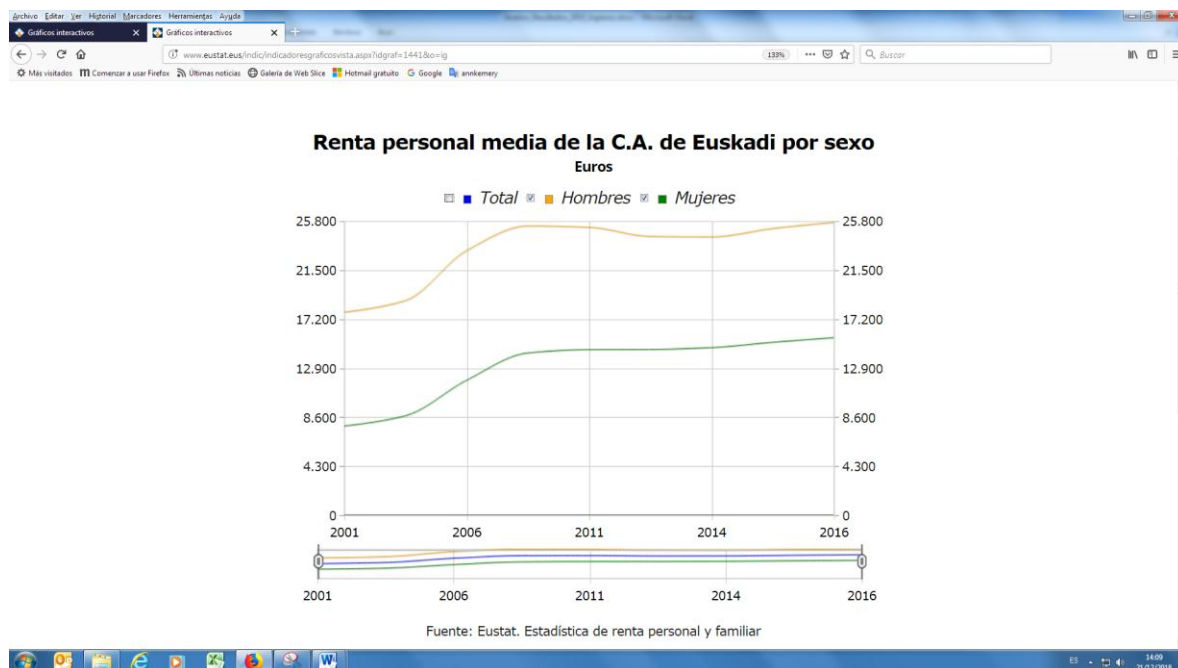 Archivo Editar Ver Historial Marcadores Herramientas Ayuda
Gráficos interactivos X Gráficos interactivos X +
www.eustat.eus/indic/indicadoresgraficosvista.aspx?idgraf=1441&o=ig 133% Buscar
Más visitados Comenzar a usar Firefox Últimas noticias Galería de Web Slice Hotmail gratuito Google annkemery
Renta personal media de la C.A. de Euskadi por sexo
Euros
Total Hombres Mujeres
25.800 25.800
21.500 21.500
17.200 17.200
12.900 12.900
8.600 8.600
4.300 4.300
0 0
2001 2006 2011 2014 2016
2001 2006 2011 2014 2016
Fuente: Eustat. Estadística de renta personal y familiar
ES 14:09